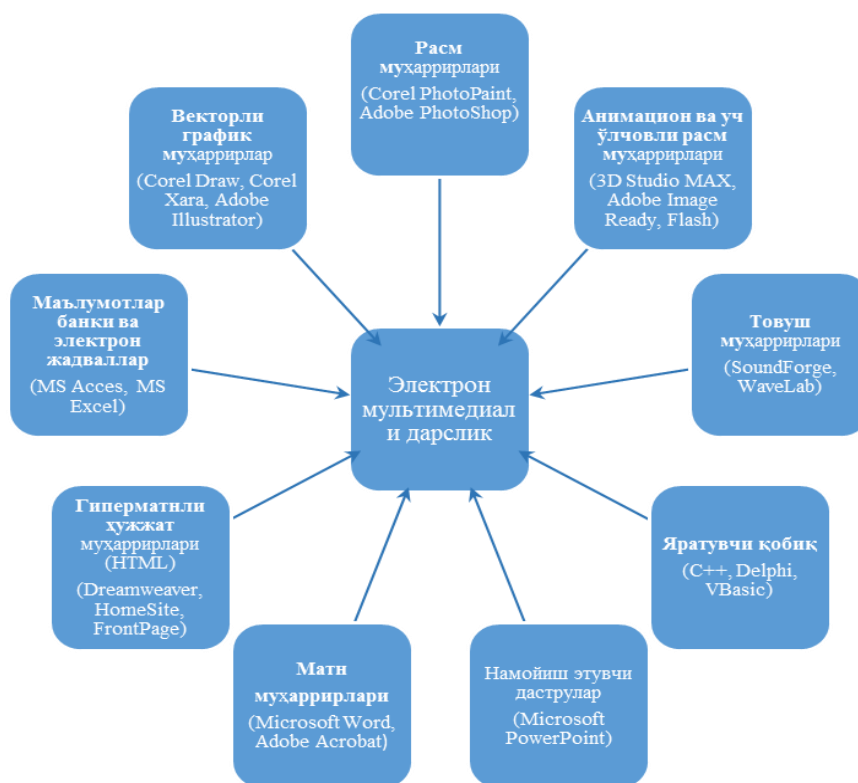 Расм
муҳаррирлари
(Corel PhotoPaint,
Adobe PhotoShop)
Векторли
график
муҳаррирлар
(Corel Draw, Corel
Xara, Adobe
Illustrator)
Анимацион ва уч
ўлчовли расм
муҳаррирлари
(3D Studio MAX,
Adobe Image
Ready, Flash)
Маълумотлар
банки ва
электрон
жадваллар
(MS Acces, MS
Excel)
Товуш
муҳаррирлари
(SoundForge,
WaveLab)
Электрон
мультимедиал
и дарслик
Гиперматнли
ҳужжат
муҳаррирлари
(HTML)
(Dreamweaver,
HomeSite,
FrontPage)
Яратувчи қобиқ
(C++, Delphi,
VBasic)
Матн
муҳаррирлари
(Microsoft Word,
Adobe Acrobat)
Намойиш этувчи
даструлар
(Microsoft
PowerPoint)